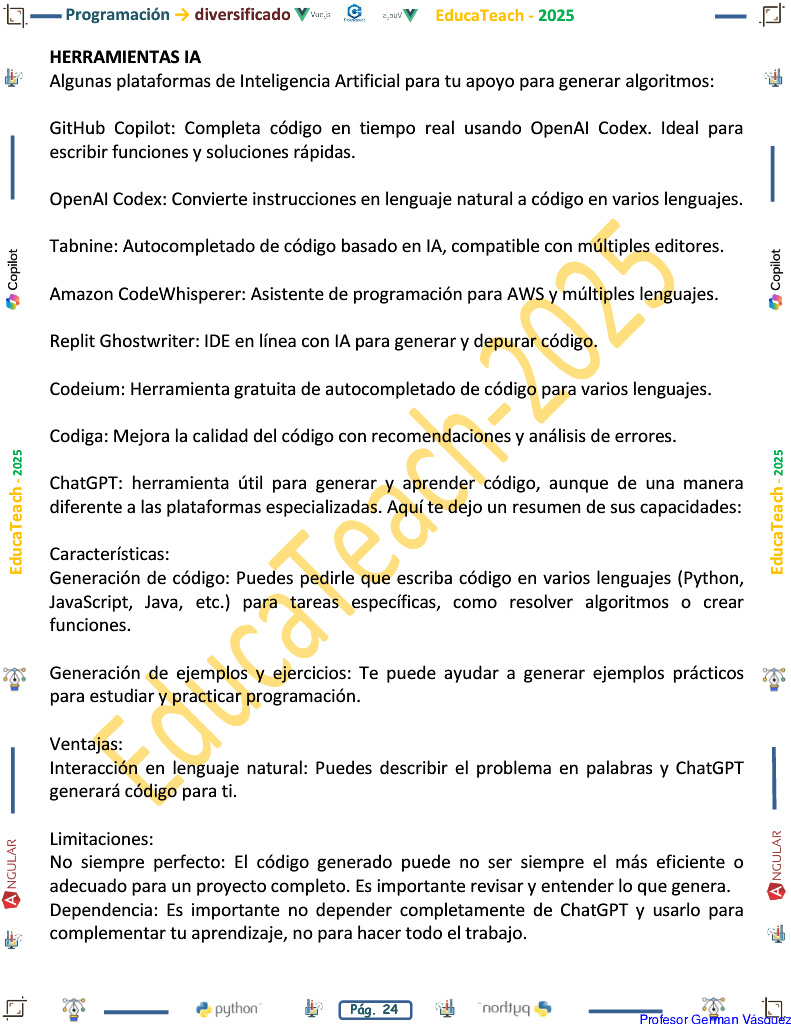 Programación → diversificado Vue.js Vue.js EducaTeach - 2025
HERRAMIENTAS IA
Algunas plataformas de Inteligencia Artificial para tu apoyo para generar algoritmos:
GitHub Copilot: Completa código en tiempo real usando OpenAI Codex. Ideal para
escribir funciones y soluciones rápidas.
OpenAI Codex: Convierte instrucciones en lenguaje natural a código en varios lenguajes.
Tabnine: Autocompletado de código basado en IA, compatible con múltiples editores.
Amazon CodeWhisperer: Asistente de programación para AWS y múltiples lenguajes.
Replit Ghostwriter: IDE en línea con IA para generar y depurar código.
Codeium: Herramienta gratuita de autocompletado de código para varios lenguajes.
Codiga: Mejora la calidad del código con recomendaciones y análisis de errores.
ChatGPT: herramienta útil para generar y aprender código, aunque de una manera
diferente a las plataformas especializadas. Aquí te dejo un resumen de sus capacidades:
Características:
Generación de código: Puedes pedirle que escriba código en varios lenguajes (Python,
JavaScript, Java, etc.) para tareas específicas, como resolver algoritmos o crear
funciones.
Generación de ejemplos y ejercicios: Te puede ayudar a generar ejemplos prácticos
para estudiar y practicar programación.
Ventajas:
Interacción en lenguaje natural: Puedes describir el problema en palabras y ChatGPT
generará código para ti.
Limitaciones:
No siempre perfecto: El código generado puede no ser siempre el más eficiente o
adecuado para un proyecto completo. Es importante revisar y entender lo que genera.
Dependencia: Es importante no depender completamente de ChatGPT y usarlo para
complementar tu aprendizaje, no para hacer todo el trabajo.
EducaTeach-2025
Copilot
EducaTeach - 2025
ANGULAR
Copilot
EducaTeach - 2025
ANGULAR
python Pág. 24 python
Profesor German Vásquez